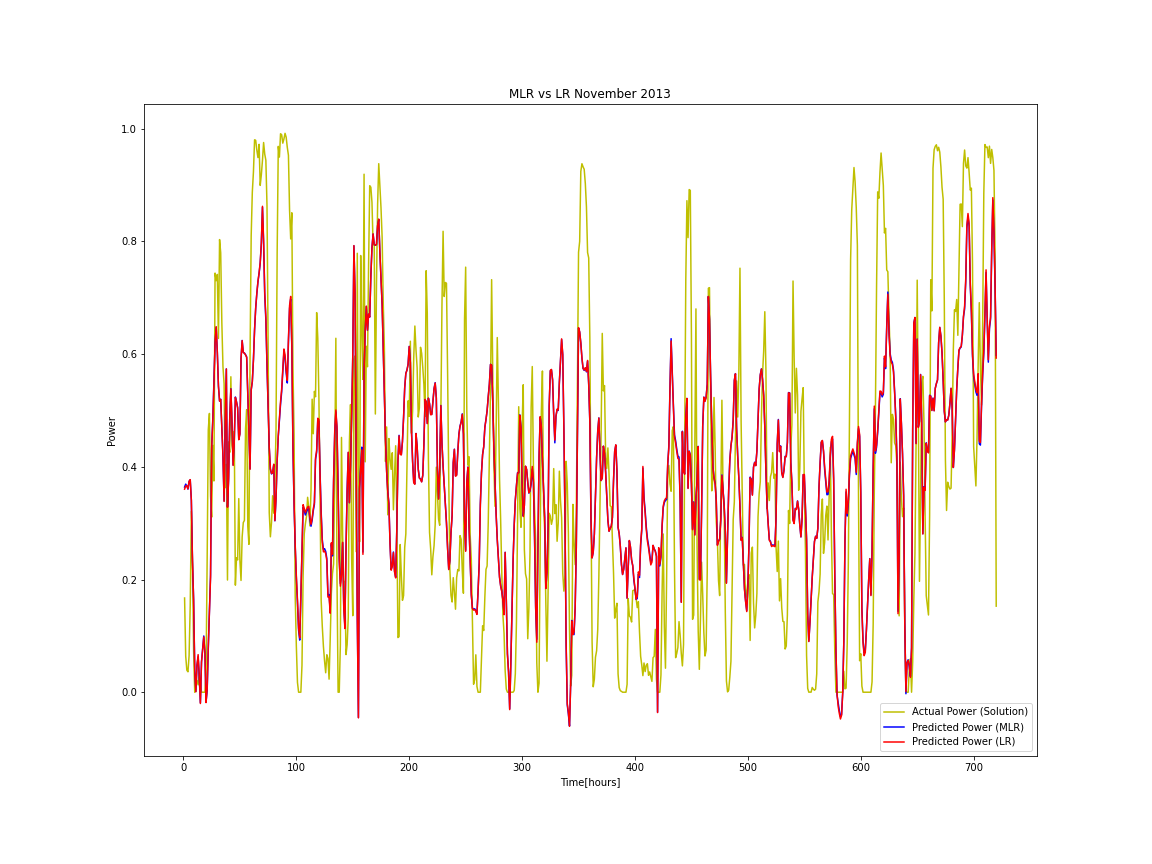 MLR vs LR November 2013
Power
1.0
0.8
0.6
0.4
0.2
0.0
Actual Power (Solution)
Predicted Power (MLR)
Predicted Power (LR)
0 100 200 300 400 500 600 700
Time[hours]